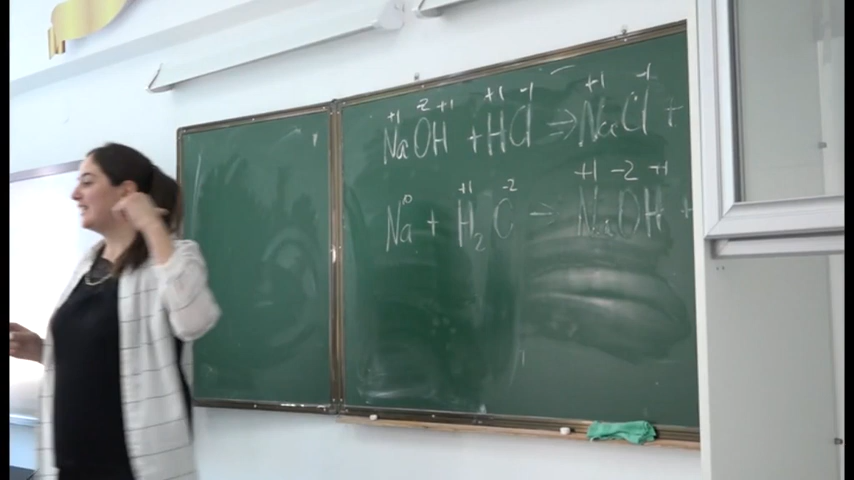 +1 -2 +1 +1 -1 +1 -1
NaOH + HCl ⇒ NaCl +
0 +1 -2 +1 -2 +1
Na + H₂O → NaOH +